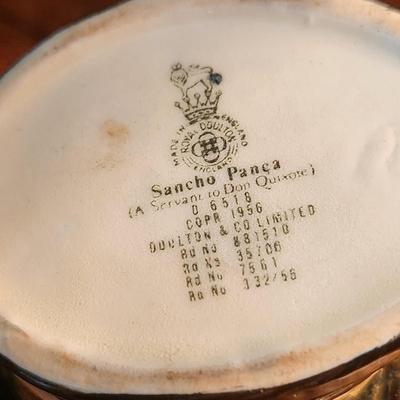 MADE IN ENGLAND
ROYAL DOULTON
ENGLAND
Sancho Pança
(A Servant to Don Quixote)
D 6518
COPR 1956
DOULTON & CO LIMITED
Rd No 881510
Rd No 35706
Rd No 7561
Rd No 132/56